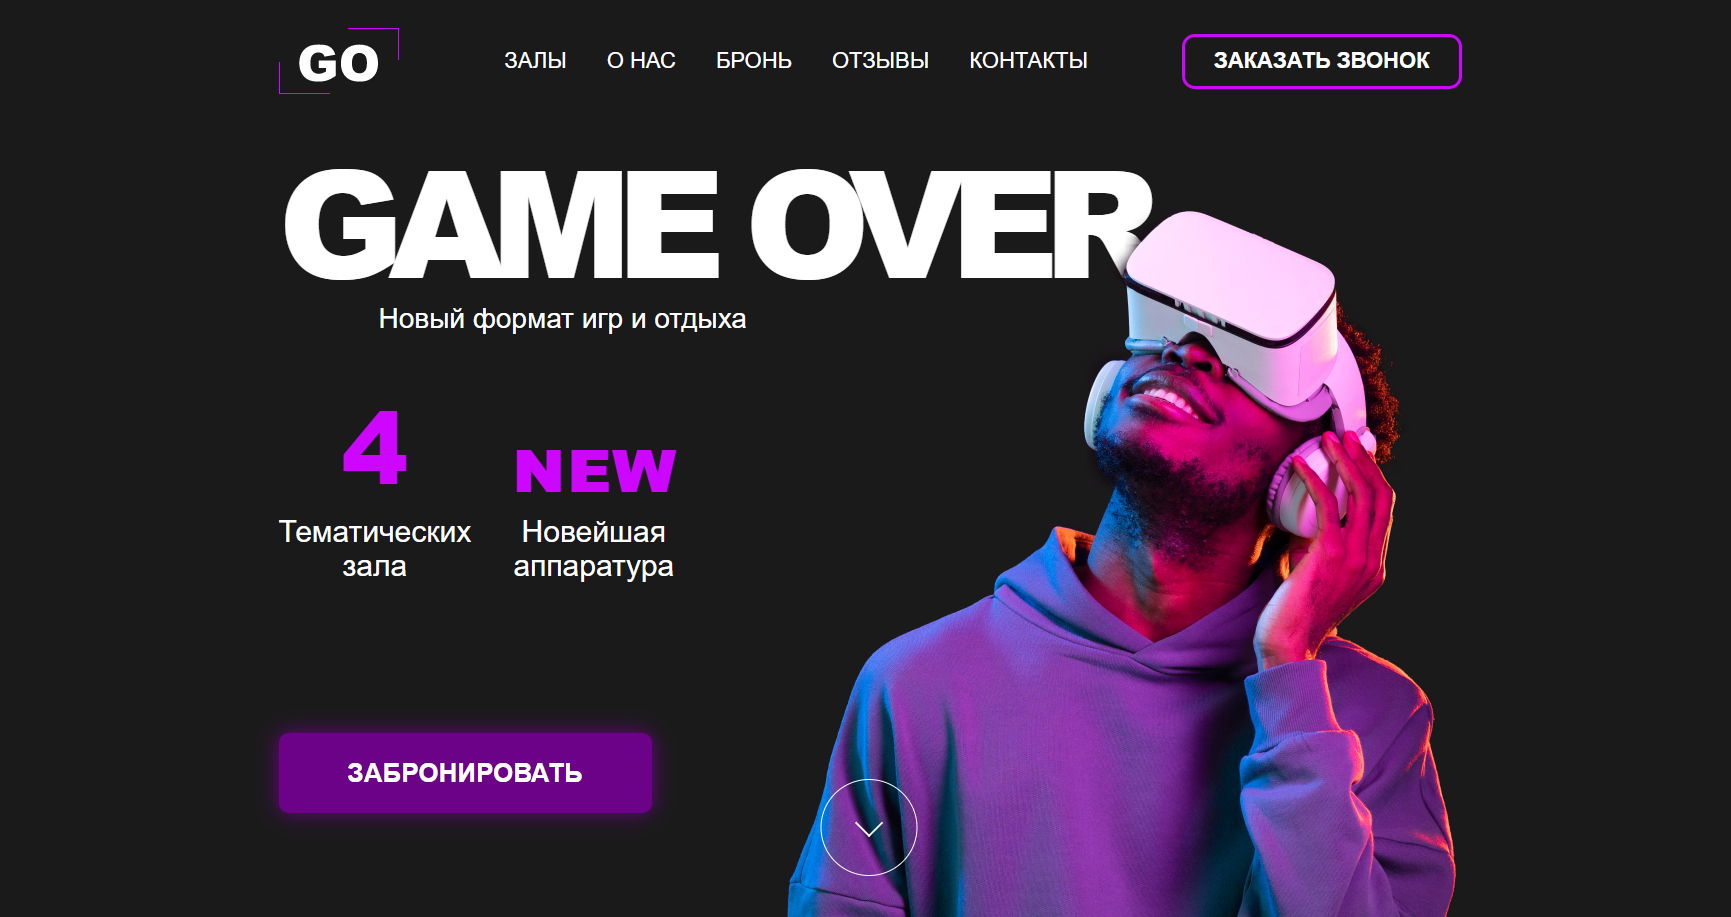 GO
ЗАЛЫ О НАС БРОНЬ ОТЗЫВЫ КОНТАКТЫ
ЗАКАЗАТЬ ЗВОНОК
GAME OVER
Новый формат игр и отдыха
4
Тематических
зала
NEW
Новейшая
аппаратура
ЗАБРОНИРОВАТЬ